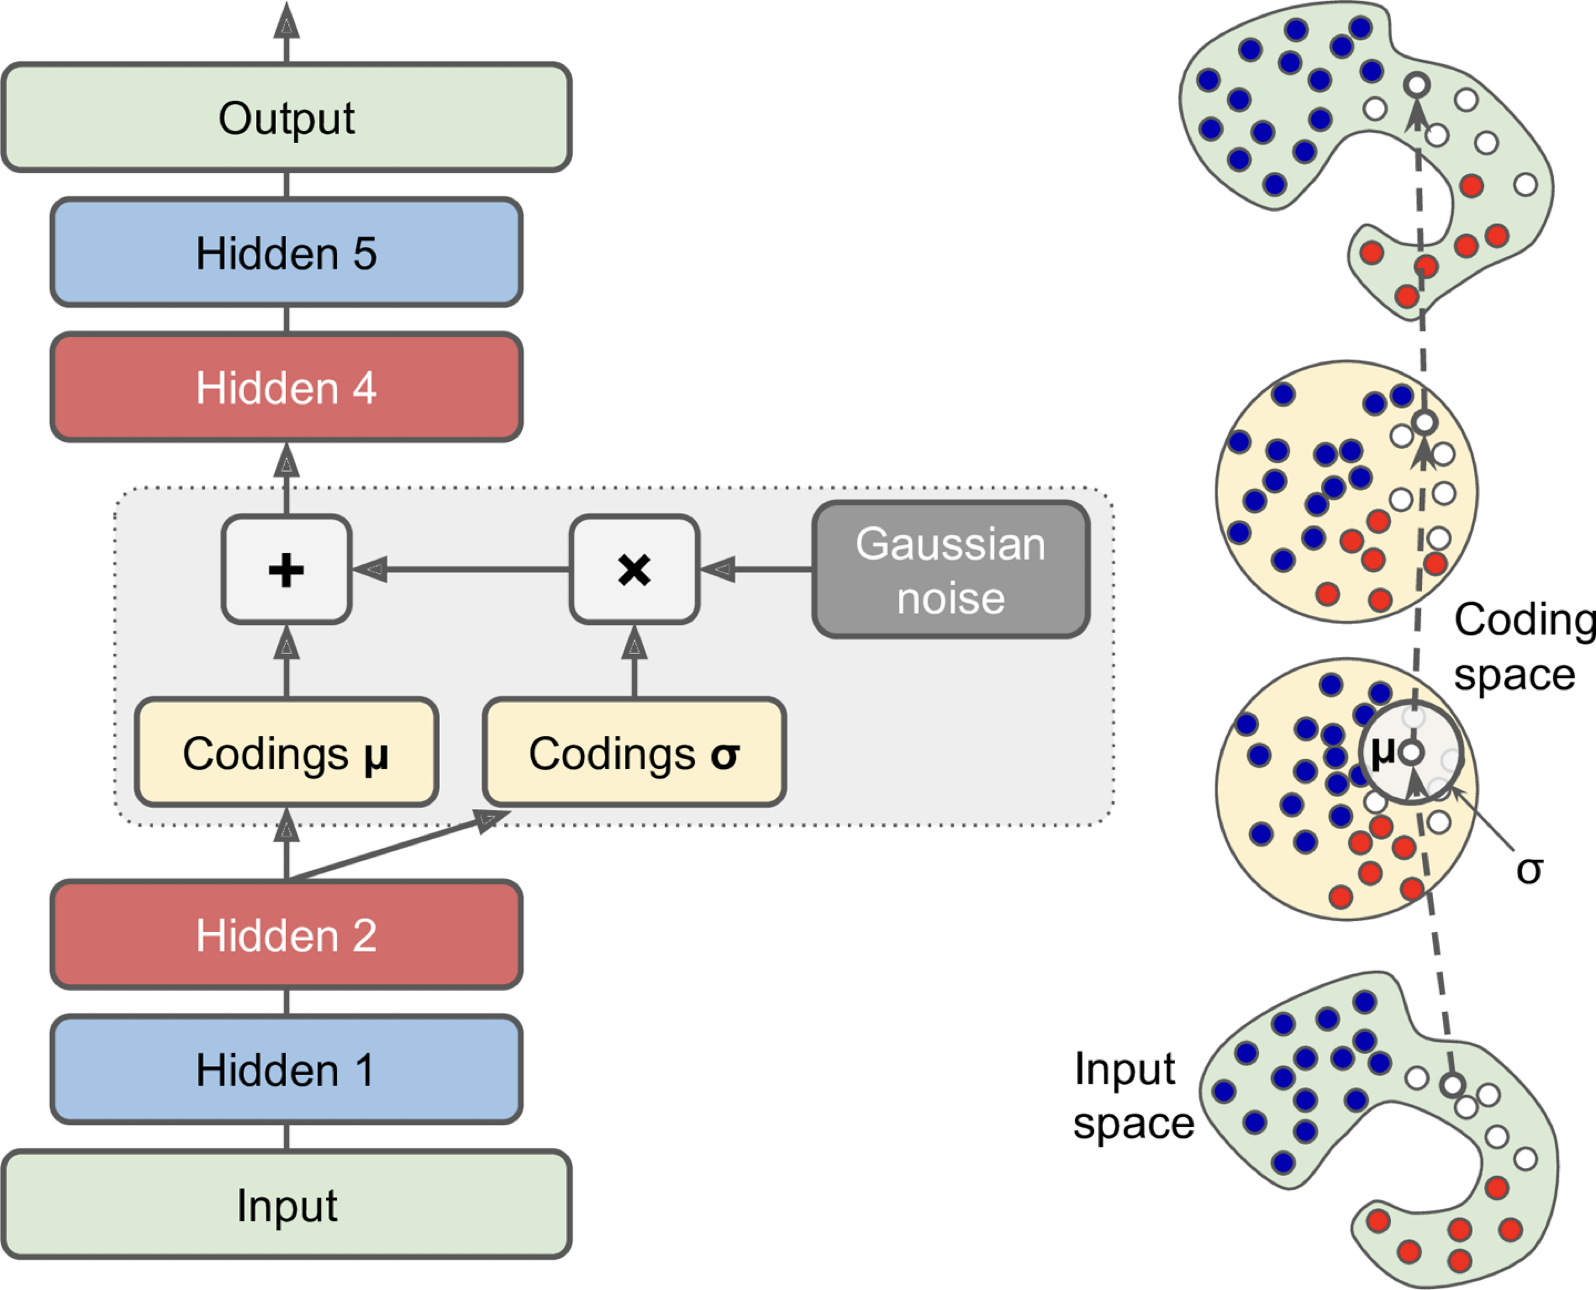 Output
Hidden 5
Hidden 4
+
×
Gaussian
noise
Codings μ
Codings σ
Hidden 2
Hidden 1
Input
Coding
space
μ
σ
Input
space